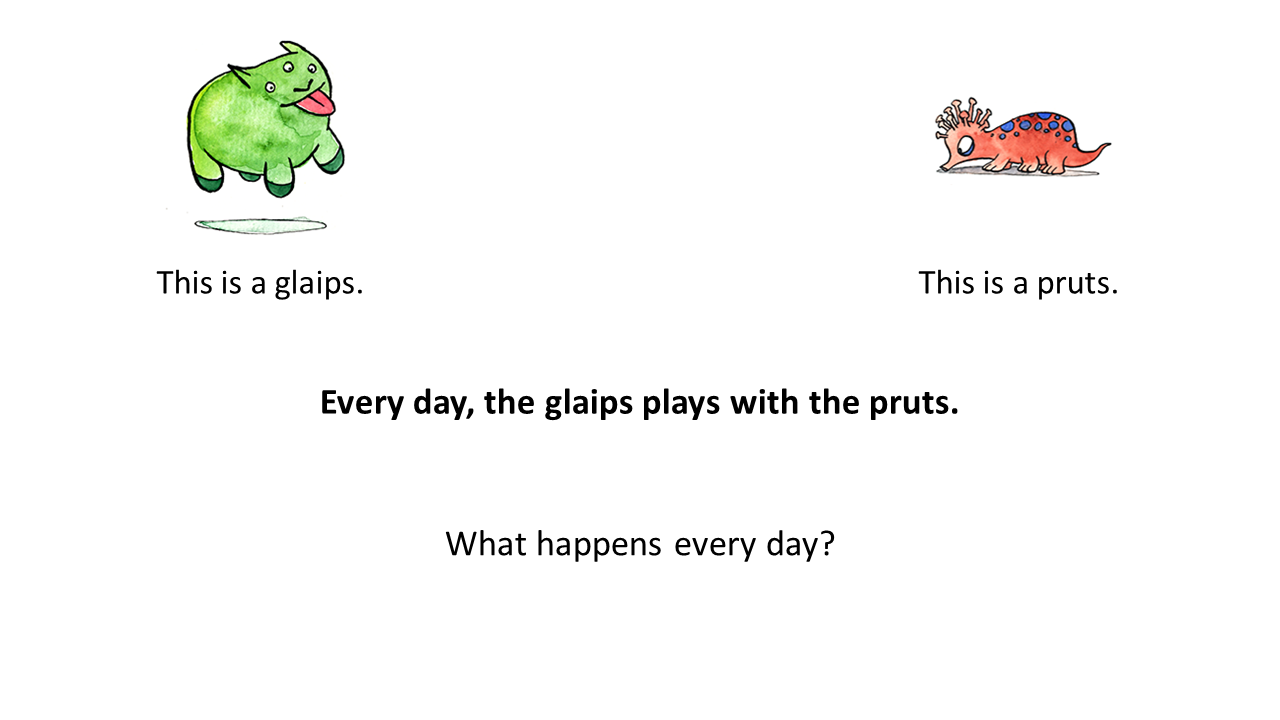 This is a glaips.
This is a pruts.
Every day, the glaips plays with the pruts.
What happens every day?